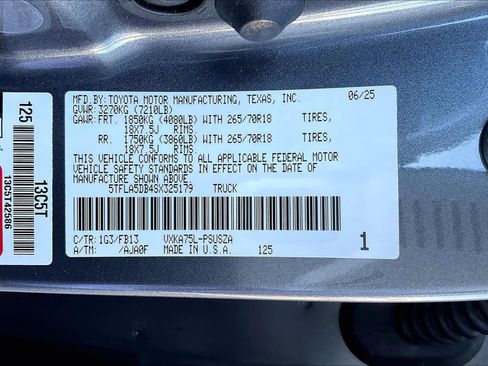 MFD.BY: TOYOTA MOTOR MANUFACTURING, TEXAS, INC. 06/25
GVWR: 3270KG (7210LB)
GAWR: FRT. 1850KG (4080LB) WITH 265/70R18 TIRES,
18X7.5J RIMS.
RR. 1750KG (3860LB) WITH 265/70R18 TIRES,
18X7.5J RIMS.
THIS VEHICLE CONFORMS TO ALL APPLICABLE FEDERAL MOTOR
VEHICLE SAFETY STANDARDS IN EFFECT ON THE DATE OF
MANUFACTURE SHOWN ABOVE.
5TFLA5DB4SX325179 TRUCK
C/TR: 1G3/FB13 VXKA75L-PSUSZA
A/TM: /AJA0F MADE IN U.S.A. 125
1
125
13C5T
13C5T42586